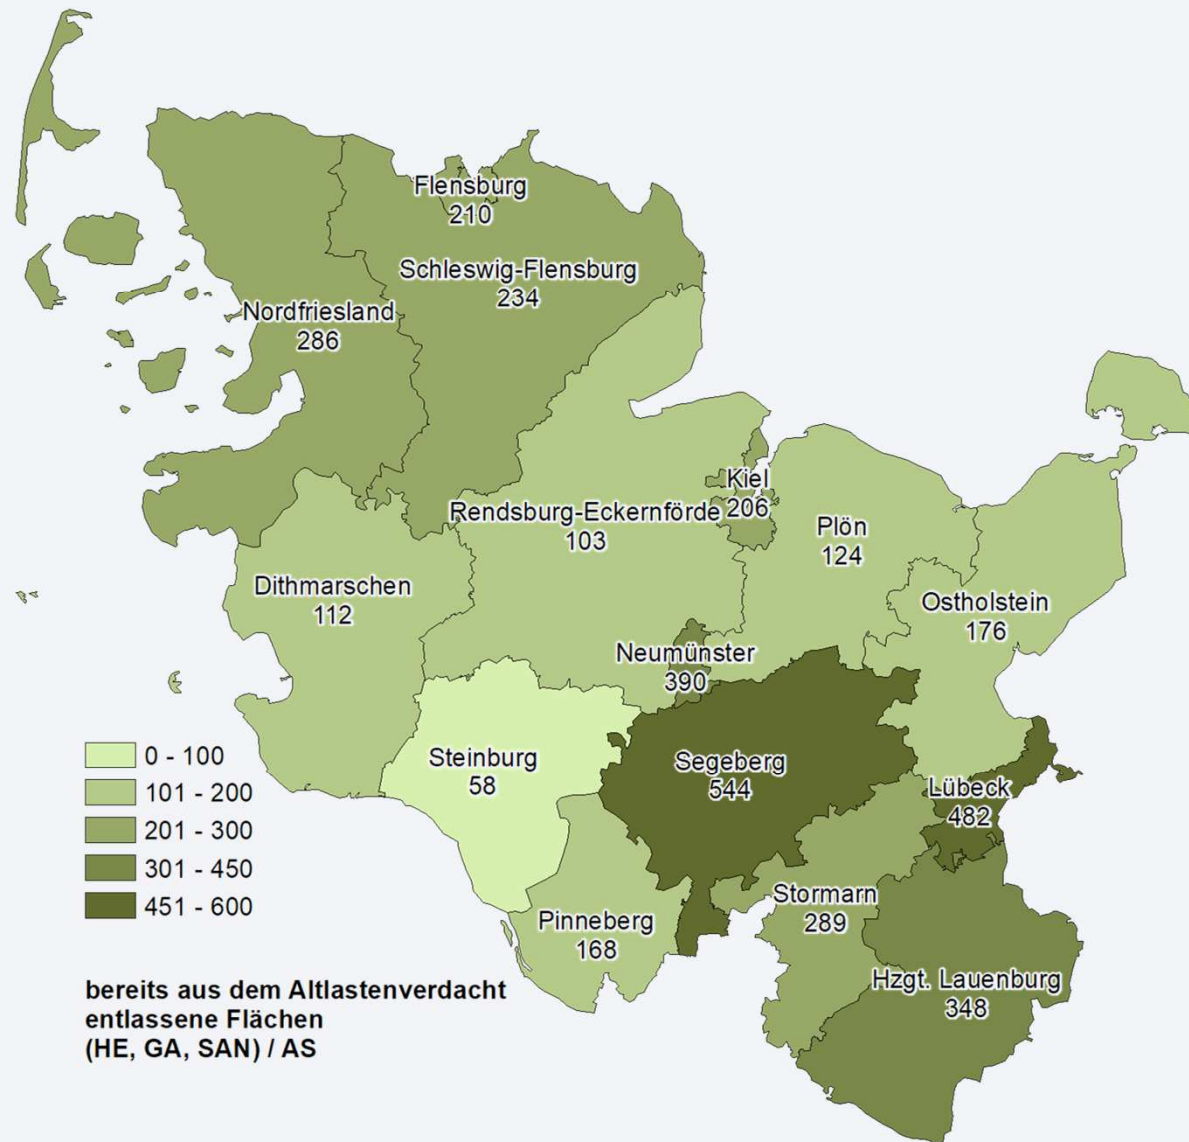 Flensburg
210
Schleswig-Flensburg
234
Nordfriesland
286
Kiel
206
Rendsburg-Eckernförde
103
Plön
124
Dithmarschen
112
Ostholstein
176
Neumünster
390
Steinburg
58
Segeberg
544
Lübeck
482
Stormarn
289
Pinneberg
168
Hzgt. Lauenburg
348
0 - 100
101 - 200
201 - 300
301 - 450
451 - 600
bereits aus dem Altlastenverdacht
entlassene Flächen
(HE, GA, SAN) / AS